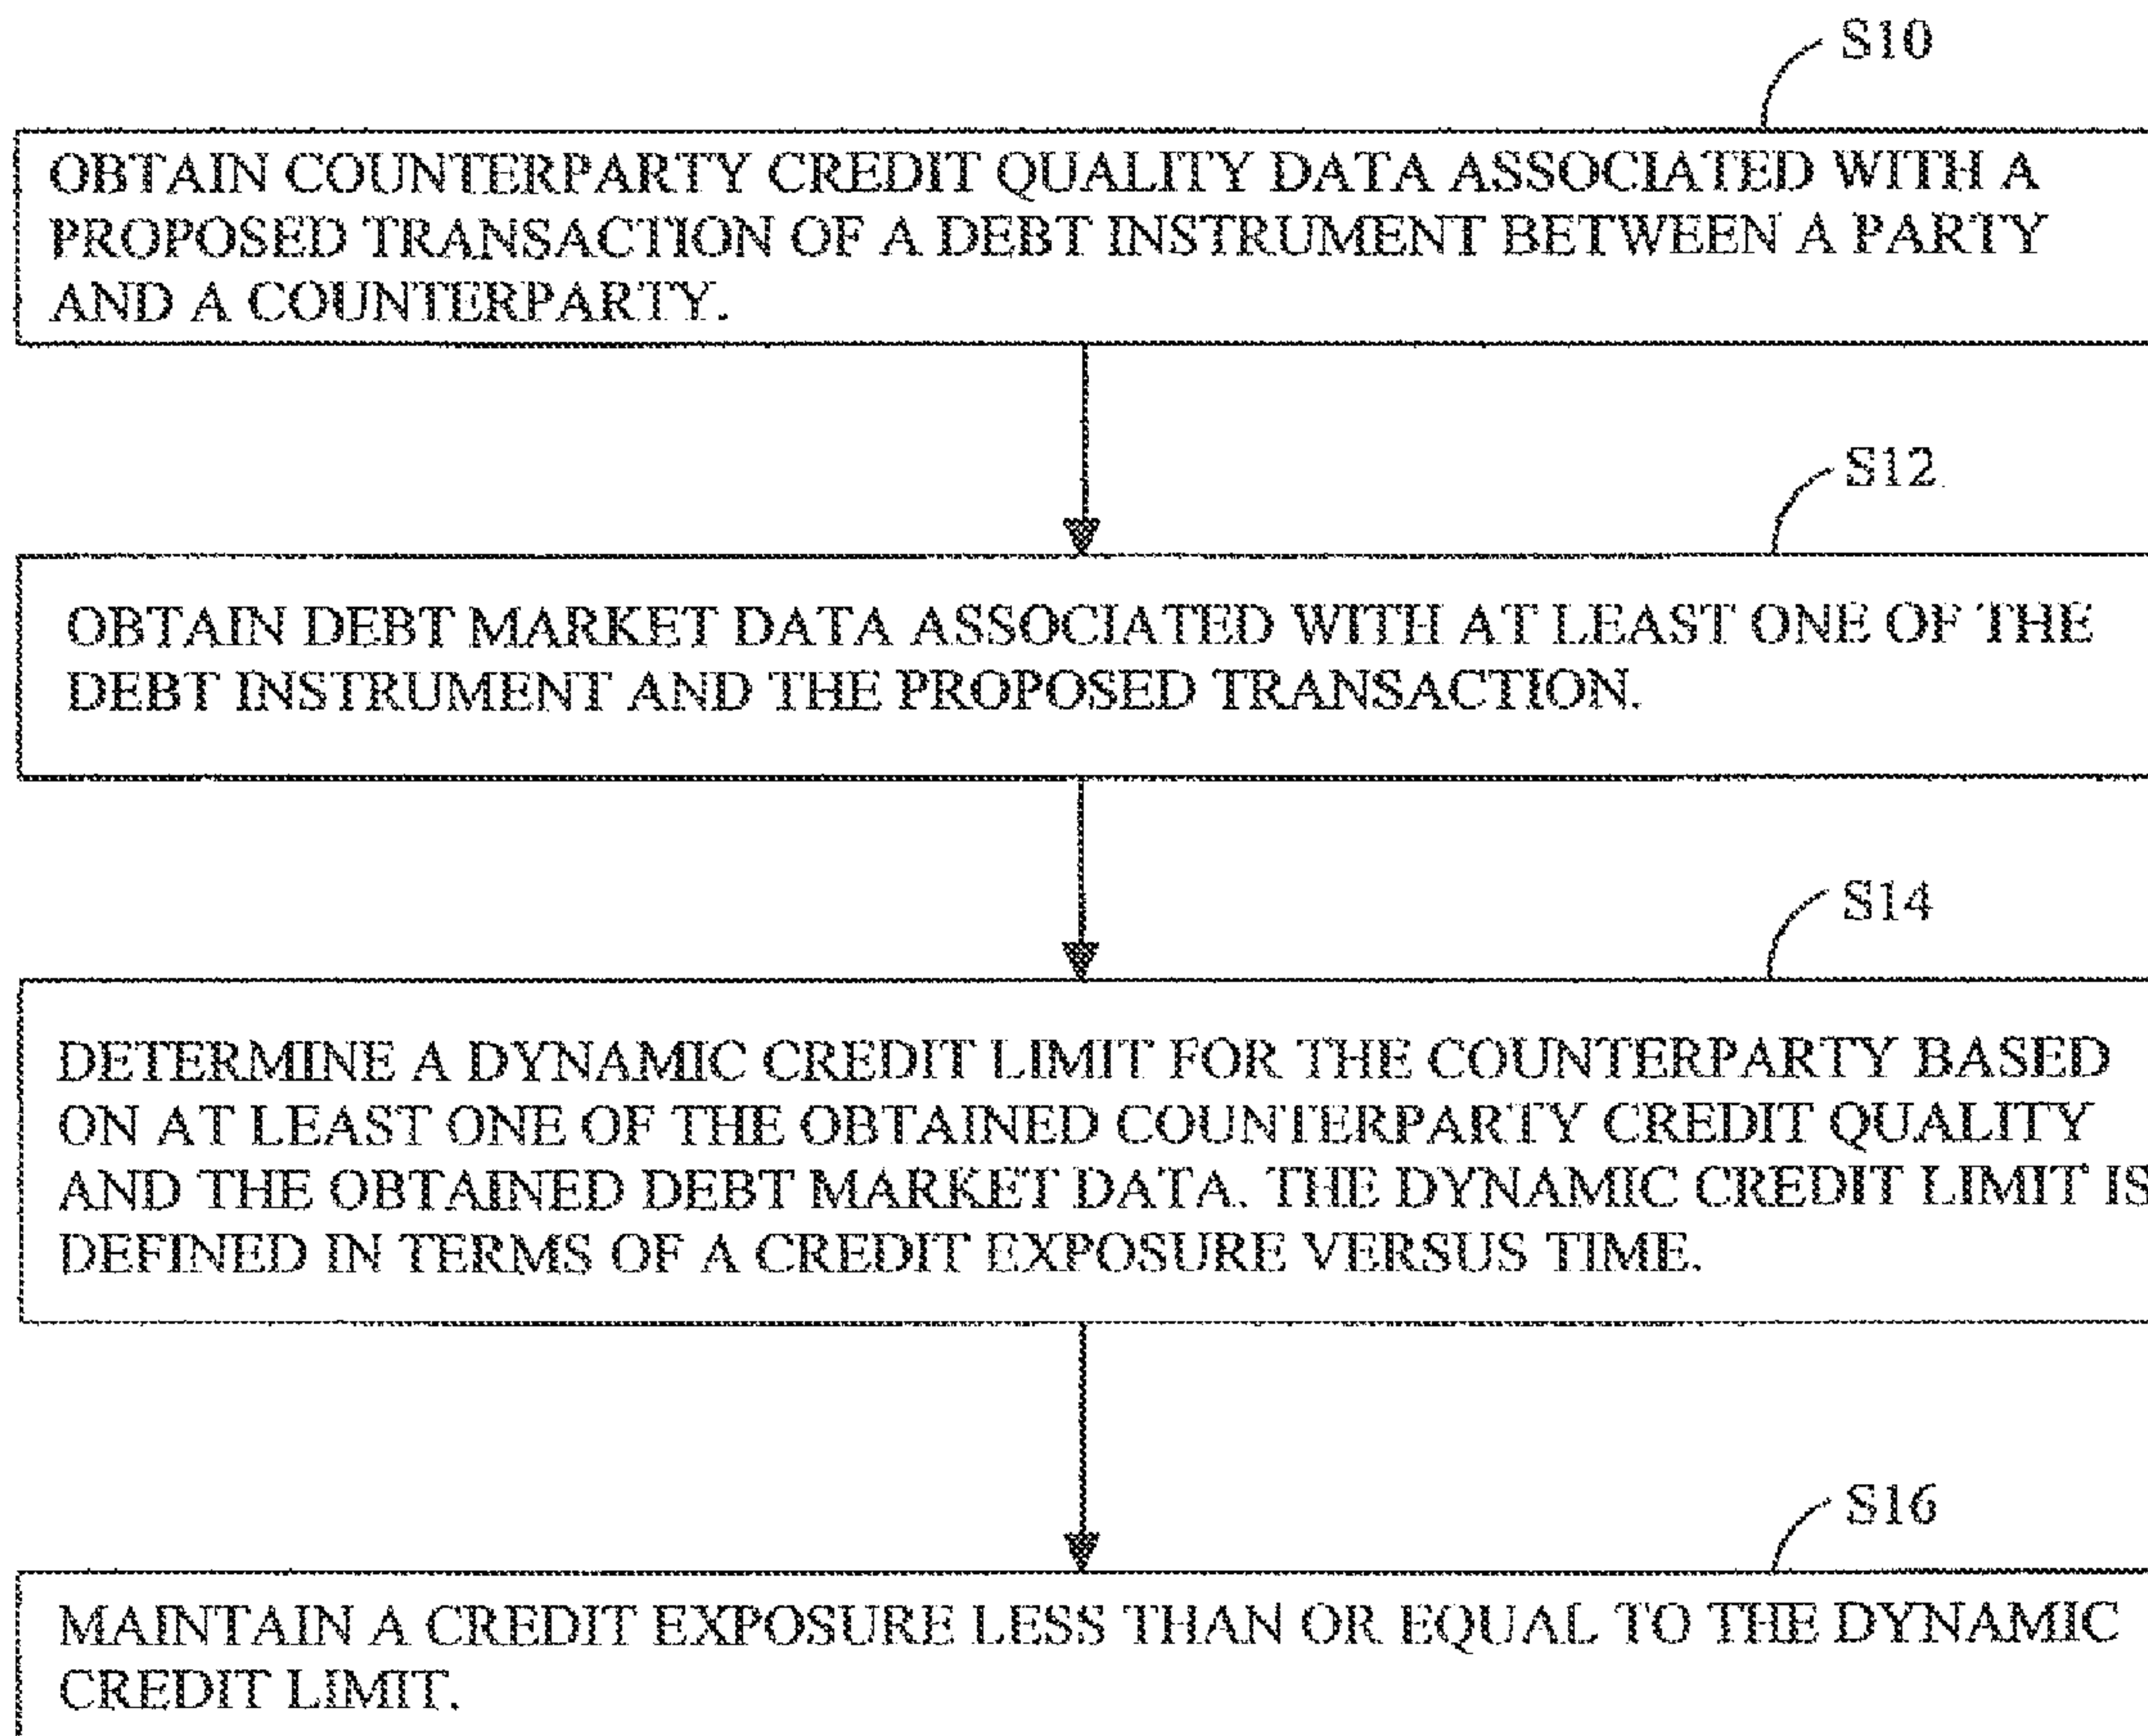 S10
OBTAIN COUNTERPARTY CREDIT QUALITY DATA ASSOCIATED WITH A
PROPOSED TRANSACTION OF A DEBT INSTRUMENT BETWEEN A PARTY
AND A COUNTERPARTY.
S12
OBTAIN DEBT MARKET DATA ASSOCIATED WITH AT LEAST ONE OF THE
DEBT INSTRUMENT AND THE PROPOSED TRANSACTION.
S14
DETERMINE A DYNAMIC CREDIT LIMIT FOR THE COUNTERPARTY BASED
ON AT LEAST ONE OF THE OBTAINED COUNTERPARTY CREDIT QUALITY
AND THE OBTAINED DEBT MARKET DATA. THE DYNAMIC CREDIT LIMIT IS
DEFINED IN TERMS OF A CREDIT EXPOSURE VERSUS TIME.
S16
MAINTAIN A CREDIT EXPOSURE LESS THAN OR EQUAL TO THE DYNAMIC
CREDIT LIMIT.